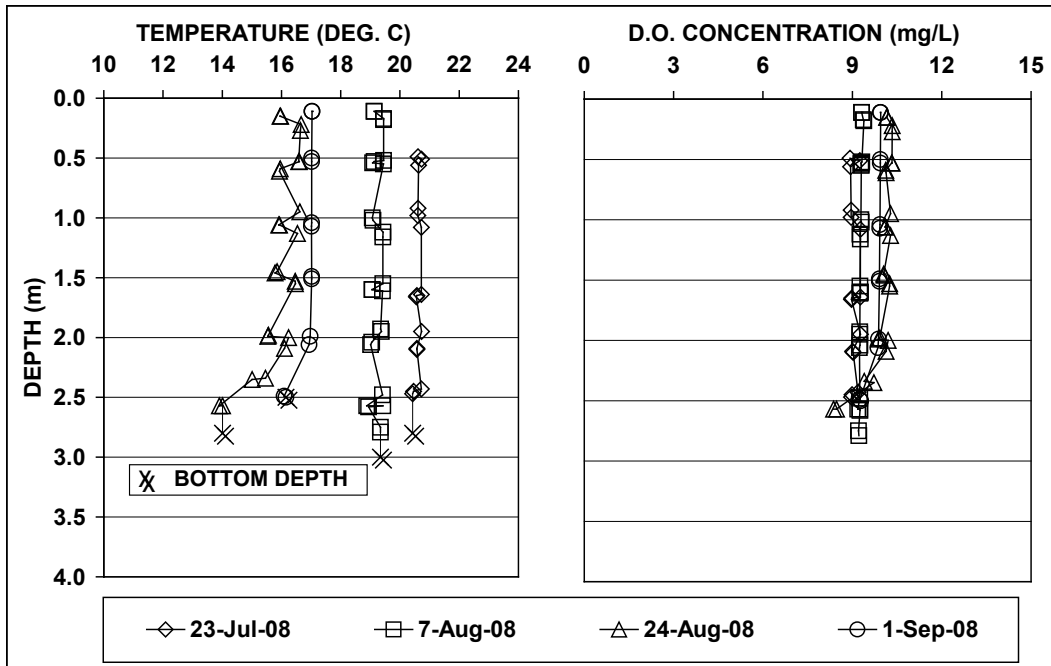 TEMPERATURE (DEG. C)
10 12 14 16 18 20 22 24
D.O. CONCENTRATION (mg/L)
0 3 6 9 12 15
DEPTH (m)
0.0
0.5
1.0
1.5
2.0
2.5
3.0
3.5
4.0
BOTTOM DEPTH
23-Jul-08 7-Aug-08 24-Aug-08 1-Sep-08